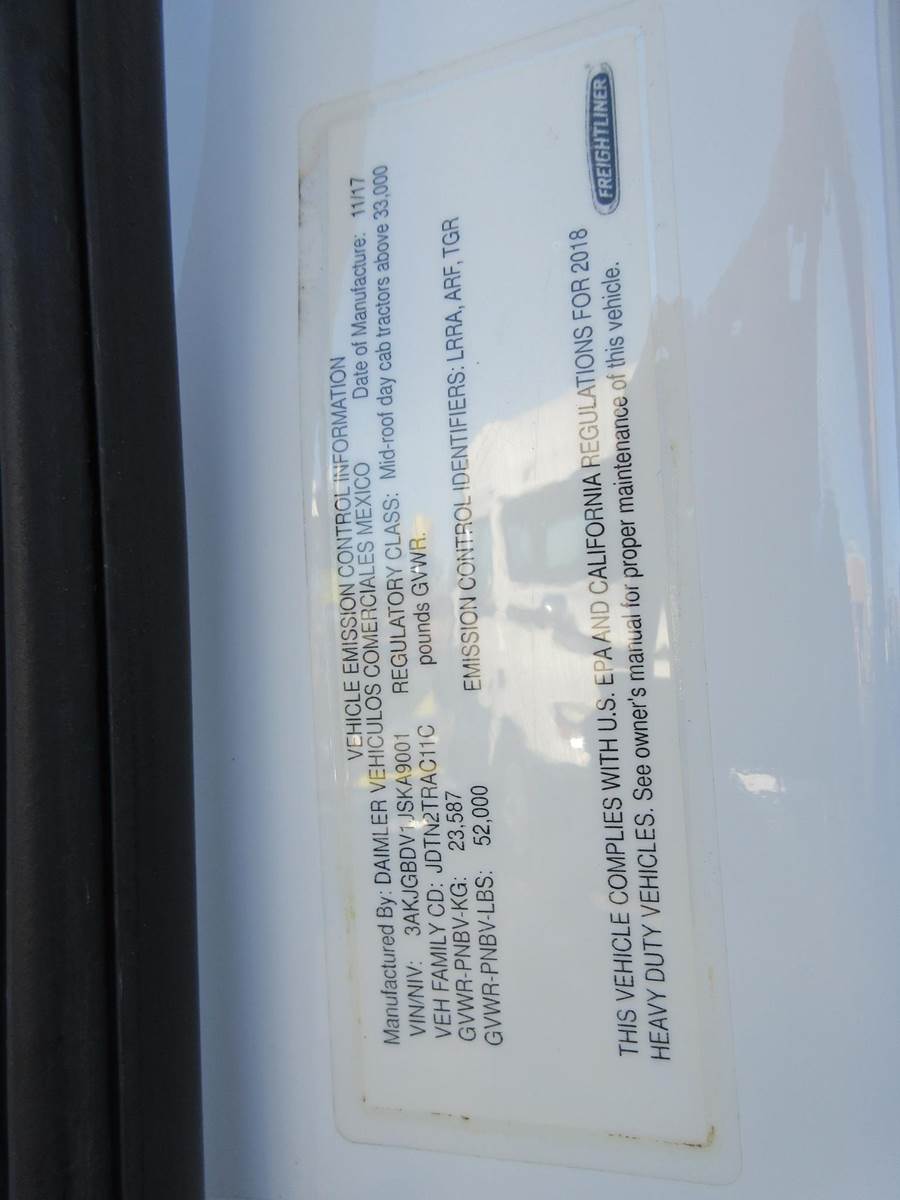 VEHICLE EMISSION CONTROL INFORMATION
Manufactured By: DAIMLER VEHICULOS COMERCIALES MEXICO Date of Manufacture: 11/17
VIN/NIV: 3AKJGBDV1JSKA9001 REGULATORY CLASS: Mid-roof day cab tractors above 33,000
VEH FAMILY CD: JDTN2TRAC11C pounds GVWR.
GVWR-PNBV-KG: 23,587
GVWR-PNBV-LBS: 52,000 EMISSION CONTROL IDENTIFIERS: LRRA, ARF, TGR
THIS VEHICLE COMPLIES WITH U.S. EPA AND CALIFORNIA REGULATIONS FOR 2018
HEAVY DUTY VEHICLES. See owner's manual for proper maintenance of this vehicle.
FREIGHTLINER